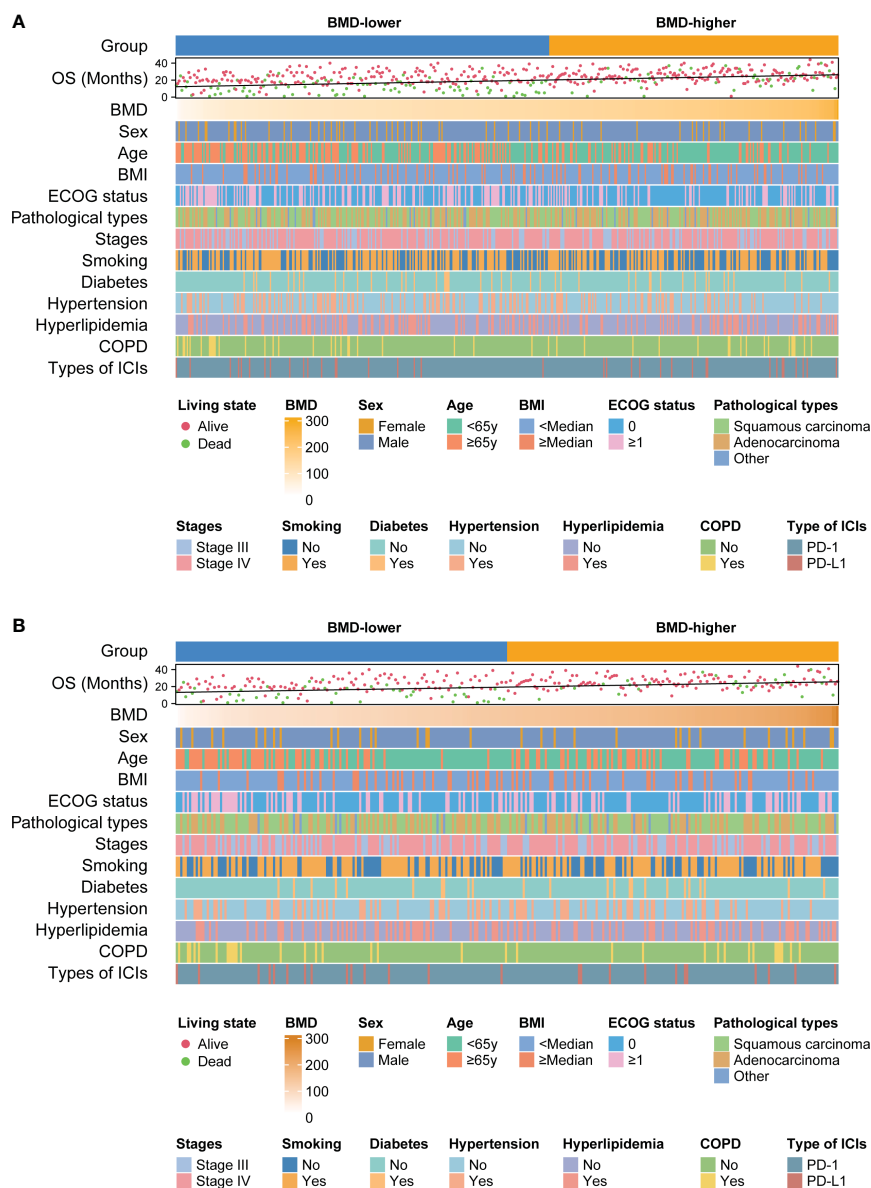 A
BMD-lower BMD-higher
Group
OS (Months) 40 20 0
BMD
Sex
Age
BMI
ECOG status
Pathological types
Stages
Smoking
Diabetes
Hypertension
Hyperlipidemia
COPD
Types of ICIs
Living state BMD Sex Age BMI ECOG status Pathological types
Alive 300 Female <65y <Median 0 Squamous carcinoma
Dead 200 Male ≥65y ≥Median ≥1 Adenocarcinoma
Other
100
0
Stages Smoking Diabetes Hypertension Hyperlipidemia COPD Type of ICIs
Stage III No No No No No PD-1
Stage IV Yes Yes Yes Yes Yes PD-L1
B
BMD-lower BMD-higher
Group
OS (Months) 40 20 0
BMD
Sex
Age
BMI
ECOG status
Pathological types
Stages
Smoking
Diabetes
Hypertension
Hyperlipidemia
COPD
Types of ICIs
Living state BMD Sex Age BMI ECOG status Pathological types
Alive 300 Female <65y <Median 0 Squamous carcinoma
Dead 200 Male ≥65y ≥Median ≥1 Adenocarcinoma
Other
100
0
Stages Smoking Diabetes Hypertension Hyperlipidemia COPD Type of ICIs
Stage III No No No No No PD-1
Stage IV Yes Yes Yes Yes Yes PD-L1